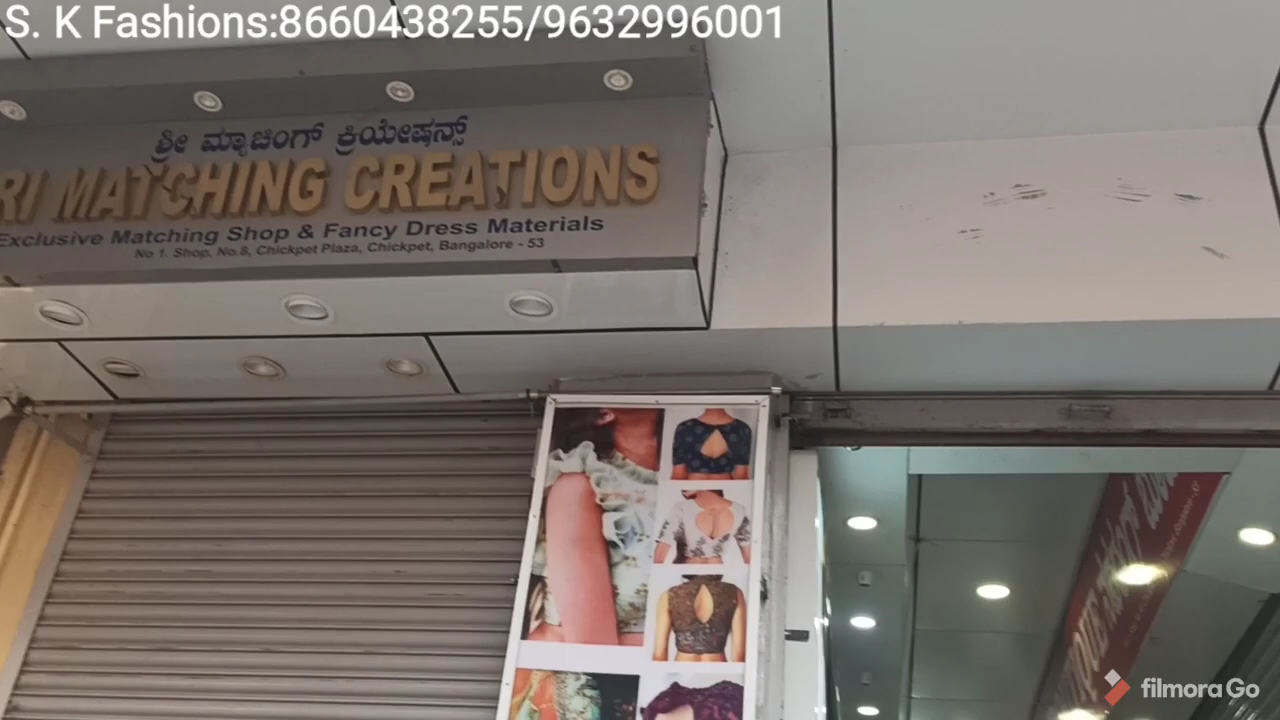 S. K Fashions:8660438255/9632996001
ಶ್ರೀ ಮ್ಯಾಚಿಂಗ್ ಕ್ರಿಯೇಷನ್ಸ್
RI MATCHING CREATIONS
Exclusive Matching Shop & Fancy Dress Materials
No 1. Shop, No.8, Chickpet Plaza, Chickpet, Bangalore - 53
filmora Go